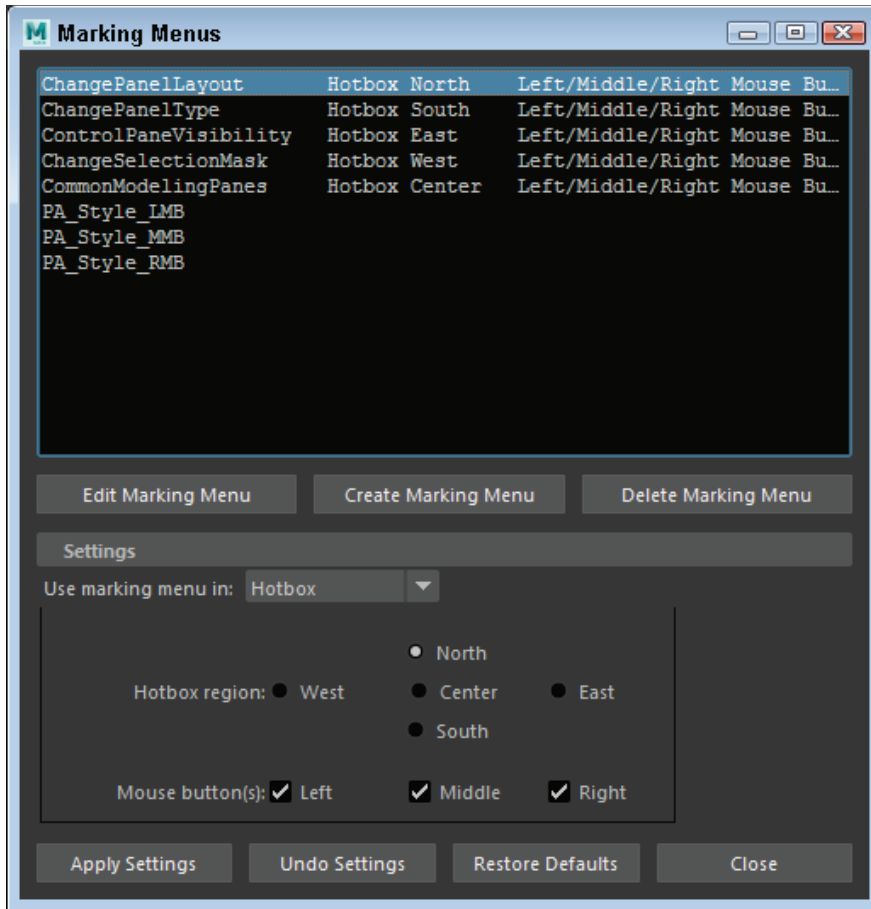 Marking Menus
ChangePanelLayout Hotbox North Left/Middle/Right Mouse Bu…
ChangePanelType Hotbox South Left/Middle/Right Mouse Bu…
ControlPaneVisibility Hotbox East Left/Middle/Right Mouse Bu…
ChangeSelectionMask Hotbox West Left/Middle/Right Mouse Bu…
CommonModelingPanes Hotbox Center Left/Middle/Right Mouse Bu…
PA_Style_LMB
PA_Style_MMB
PA_Style_RMB
Edit Marking Menu Create Marking Menu Delete Marking Menu
Settings
Use marking menu in: Hotbox
North
Hotbox region: West Center East
South
Mouse button(s): Left Middle Right
Apply Settings Undo Settings Restore Defaults Close